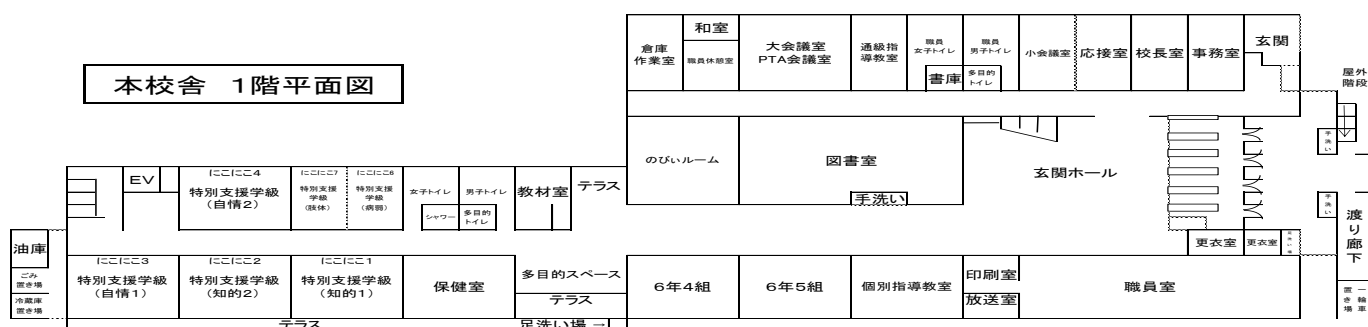 本校舎 1階平面図
倉庫
作業室
和室
職員休憩室
大会議室
PTA会議室
通級指
導教室
職員
女子トイレ
職員
男子トイレ
書庫
多目的
トイレ
小会議室
応接室
校長室
事務室
玄関
屋外
階段
のびぃルーム
図書室
手洗い
玄関ホール
手洗い
手洗い
渡り廊下
更衣室
更衣室
EV
にこにこ4
特別支援学級
(自情2)
にこにこ7
特別支援
学級
(肢体)
にこにこ6
特別支援
学級
(病弱)
女子トイレ
男子トイレ
シャワー
多目的
トイレ
教材室
テラス
油庫
ごみ
置き場
冷蔵庫
置き場
にこにこ3
特別支援学級
(自情1)
にこにこ2
特別支援学級
(知的2)
にこにこ1
特別支援学級
(知的1)
保健室
多目的スペース
テラス
6年4組
6年5組
個別指導教室
印刷室
放送室
職員室
一輪車
置き場
テラス
足洗い場→